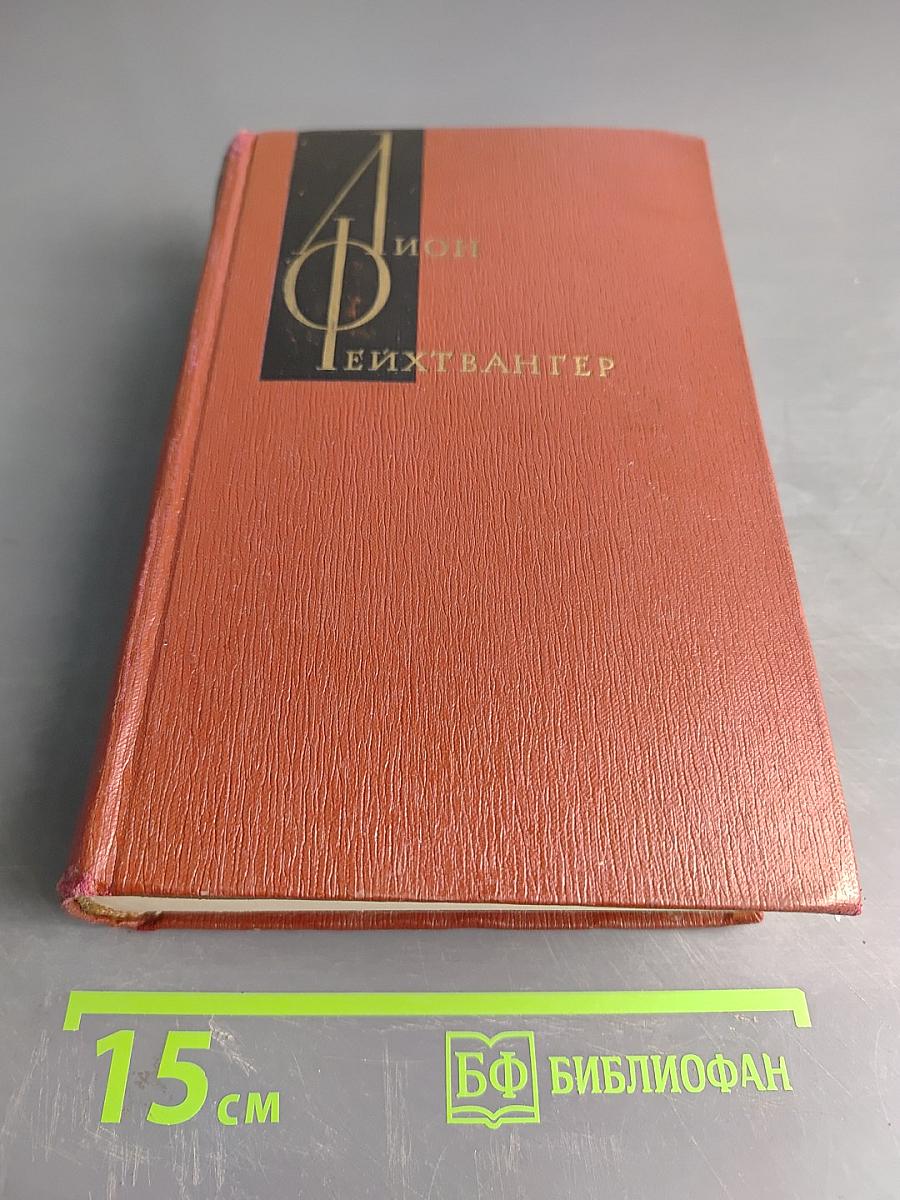 Лион
Фейхтвангер
15 см
БФ БИБЛИОФАН